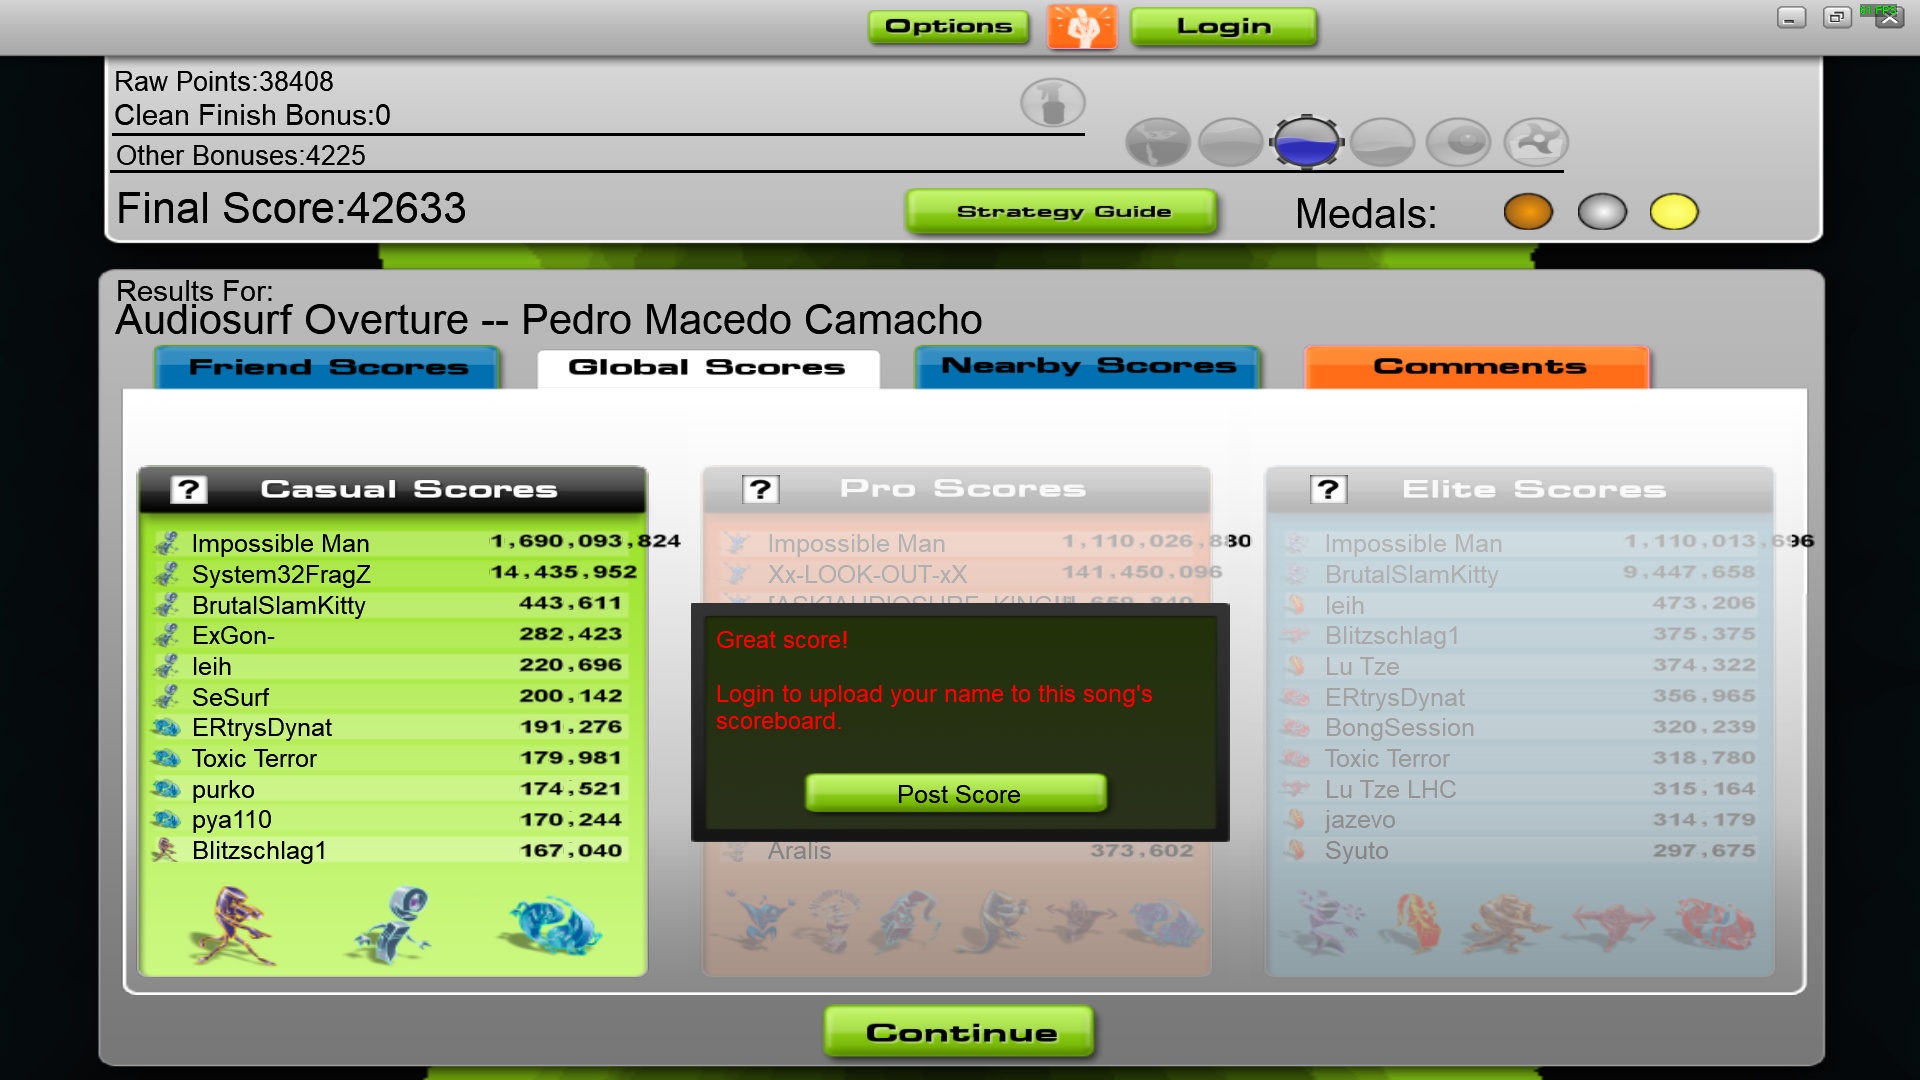 Options
Login
61 FPS
Raw Points:38408
Clean Finish Bonus:0
Other Bonuses:4225
Final Score:42633
Strategy Guide
Medals:
Results For:
Audiosurf Overture -- Pedro Macedo Camacho
Friend Scores
Global Scores
Nearby Scores
Comments
? Casual Scores
Impossible Man 1,690,093,824
System32FragZ 14,435,952
BrutalSlamKitty 443,611
ExGon- 282,423
leih 220,696
SeSurf 200,142
ERtrysDynat 191,276
Toxic Terror 179,981
purko 174,521
pya110 170,244
Blitzschlag1 167,040
? Pro Scores
Impossible Man 1,110,026,880
Xx-LOOK-OUT-xX 141,450,096
Great score!
Login to upload your name to this song's
scoreboard.
Post Score
Aralis 373,602
? Elite Scores
Impossible Man 1,110,013,696
BrutalSlamKitty 9,447,658
leih 473,206
Blitzschlag1 375,375
Lu Tze 374,322
ERtrysDynat 356,965
BongSession 320,239
Toxic Terror 318,780
Lu Tze LHC 315,164
jazevo 314,179
Syuto 297,675
Continue